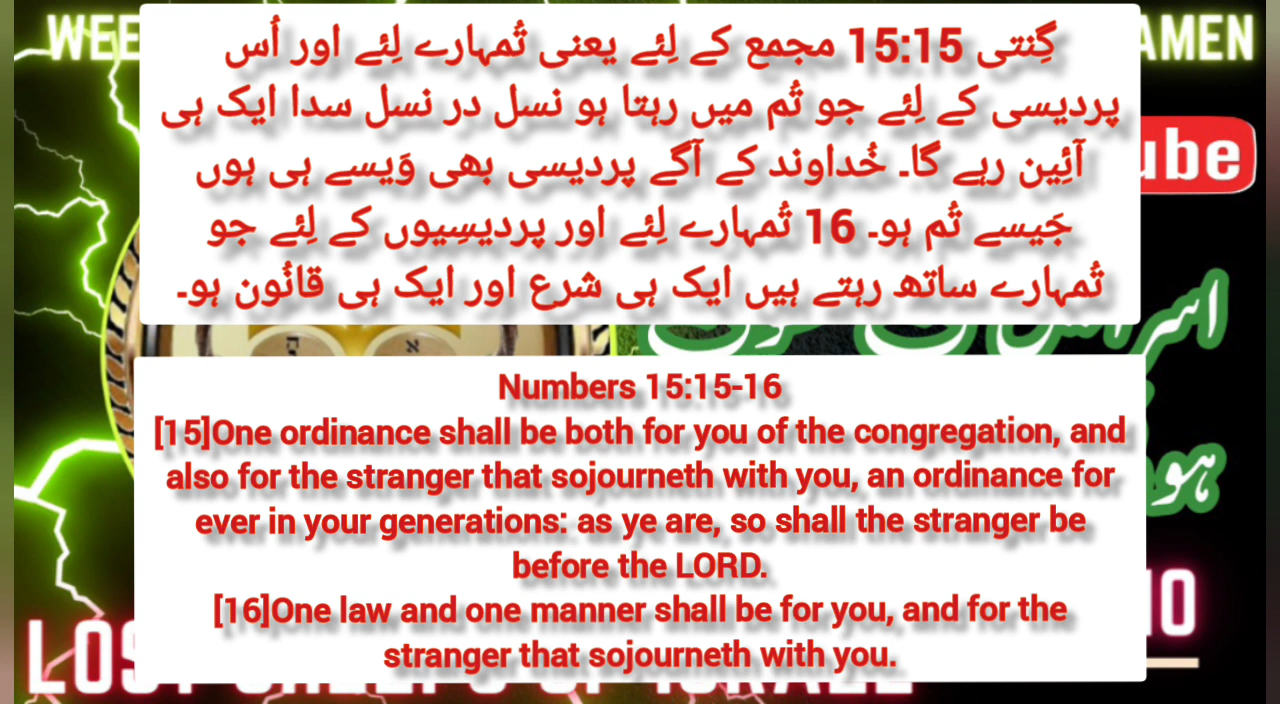 WEE
AMEN
گِنتی 15:15 مجمع کے لِئے یعنی تُمہارے لِئے اور اُس
پردیسی کے لِئے جو تُم میں رہتا ہو نسل در نسل سدا ایک ہی
آئِین رہے گا۔ خُداوند کے آگے پردیسی بھی وَیسے ہی ہوں
جَیسے تُم ہو۔ 16 تُمہارے لِئے اور پردیسِیوں کے لِئے جو
تُمہارے ساتھ رہتے ہیں ایک ہی شرع اور ایک ہی قانُون ہو۔
ube
Numbers 15:15-16
[15]One ordinance shall be both for you of the congregation, and
also for the stranger that sojourneth with you, an ordinance for
ever in your generations: as ye are, so shall the stranger be
before the LORD.
[16]One law and one manner shall be for you, and for the
stranger that sojourneth with you.
LOS